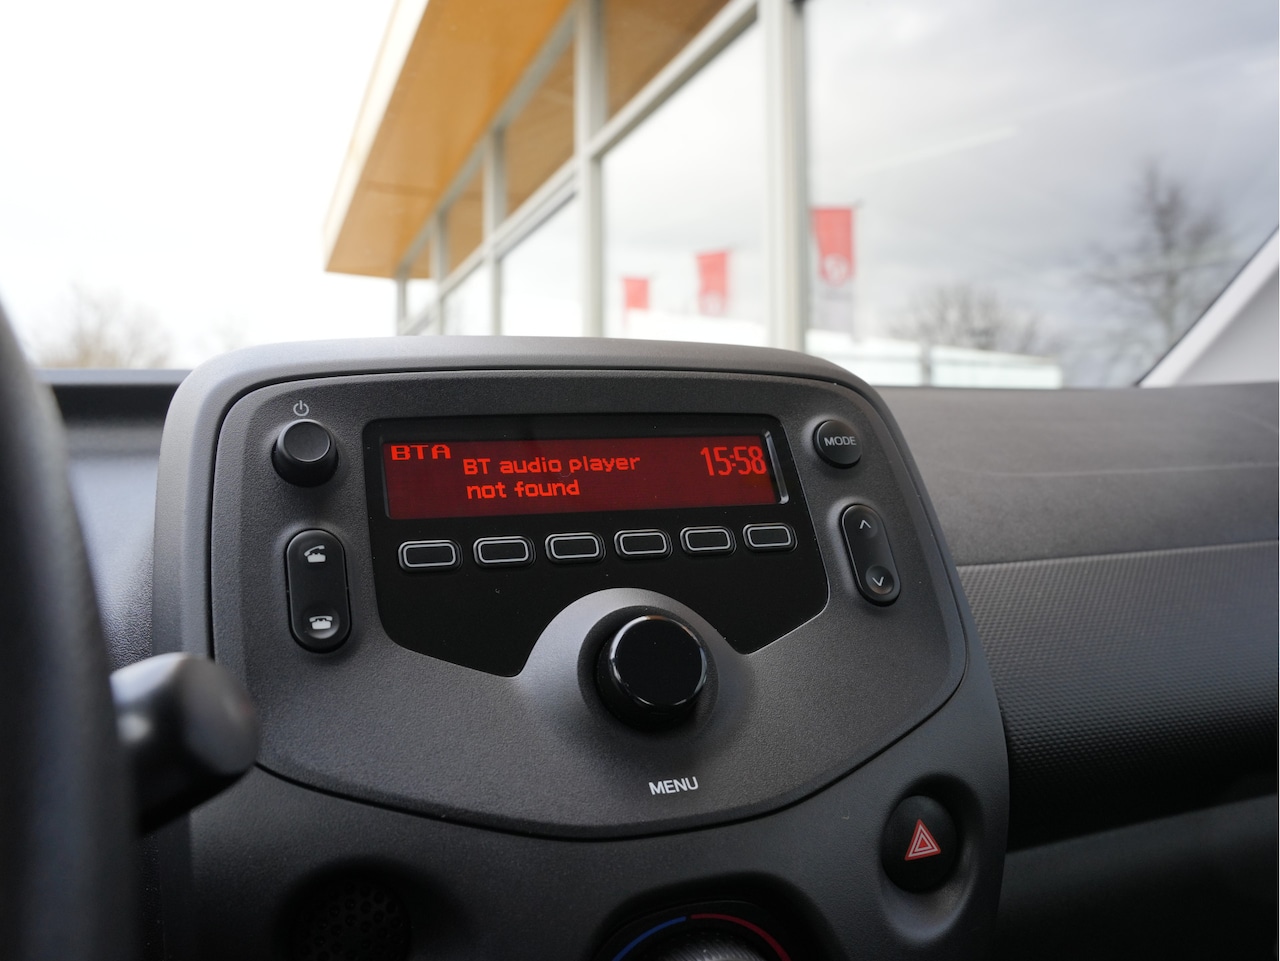 BTA
BT audio player
not found
15:58
MODE
MENU